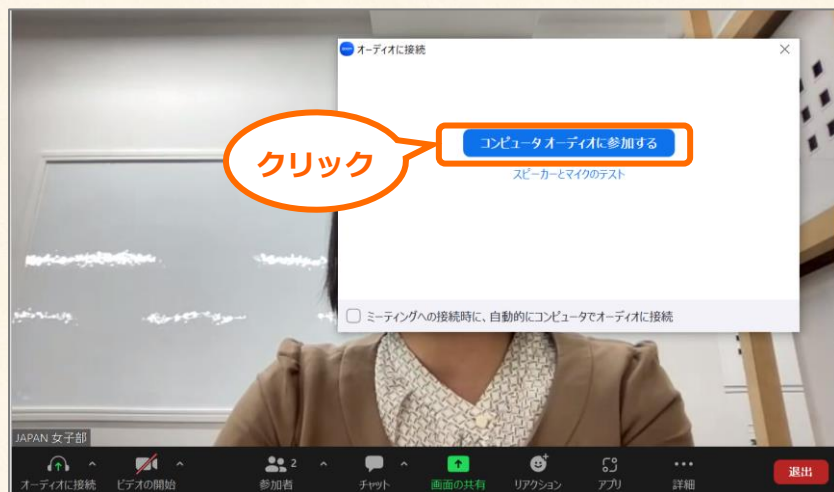 オーディオに接続
コンピュータ オーディオに参加する
クリック
スピーカーとマイクのテスト
ミーティングへの接続時に、自動的にコンピュータでオーディオに接続
JAPAN 女子部
2
オーディオに接続 ビデオの開始 参加者 チャット 画面の共有 リアクション アプリ 詳細 退出